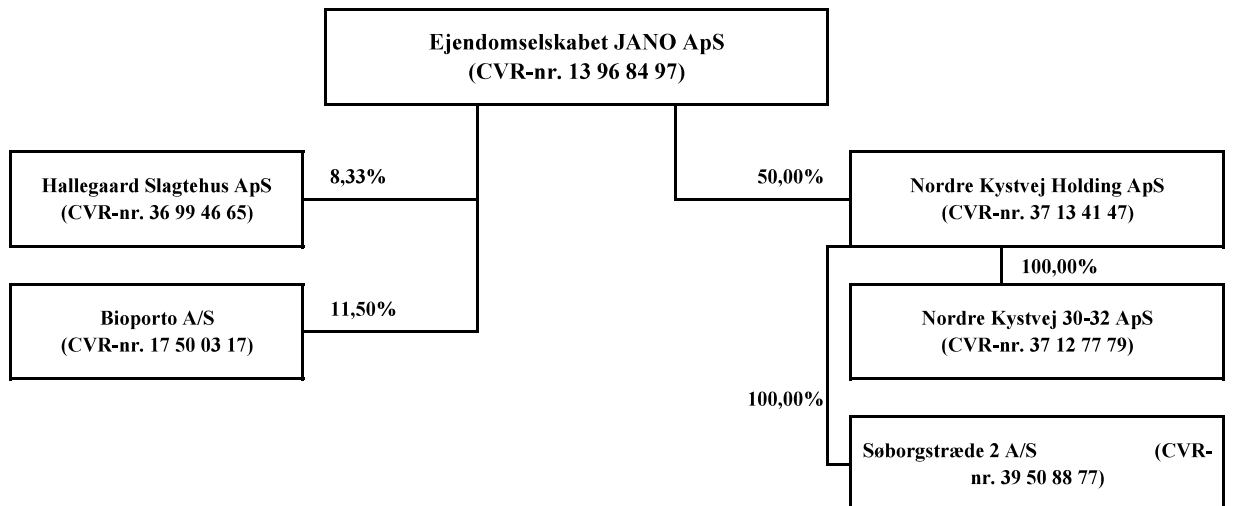 Ejendomselskabet JANO ApS
(CVR-nr. 13 96 84 97)
Hallegaard Slagtehus ApS
(CVR-nr. 36 99 46 65)
8,33%
50,00%
Nordre Kystvej Holding ApS
(CVR-nr. 37 13 41 47)
100,00%
Bioporto A/S
(CVR-nr. 17 50 03 17)
11,50%
Nordre Kystvej 30-32 ApS
(CVR-nr. 37 12 77 79)
100,00%
Søborgstræde 2 A/S (CVR-
nr. 39 50 88 77)